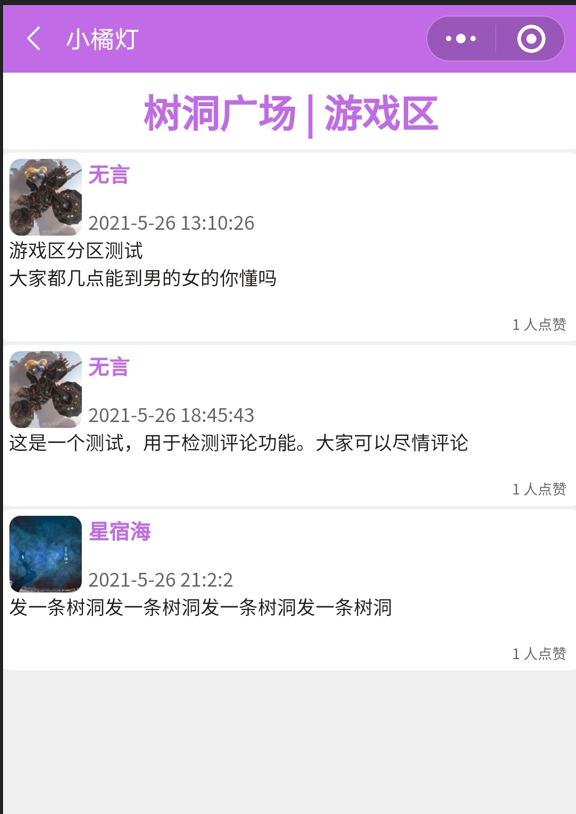 小橘灯
树洞广场 | 游戏区
无言
2021-5-26 13:10:26
游戏区分区测试
大家都几点能到男的女的你懂吗
1 人点赞
无言
2021-5-26 18:45:43
这是一个测试，用于检测评论功能。大家可以尽情评论
1 人点赞
星宿海
2021-5-26 21:2:2
发一条树洞发一条树洞发一条树洞发一条树洞
1 人点赞